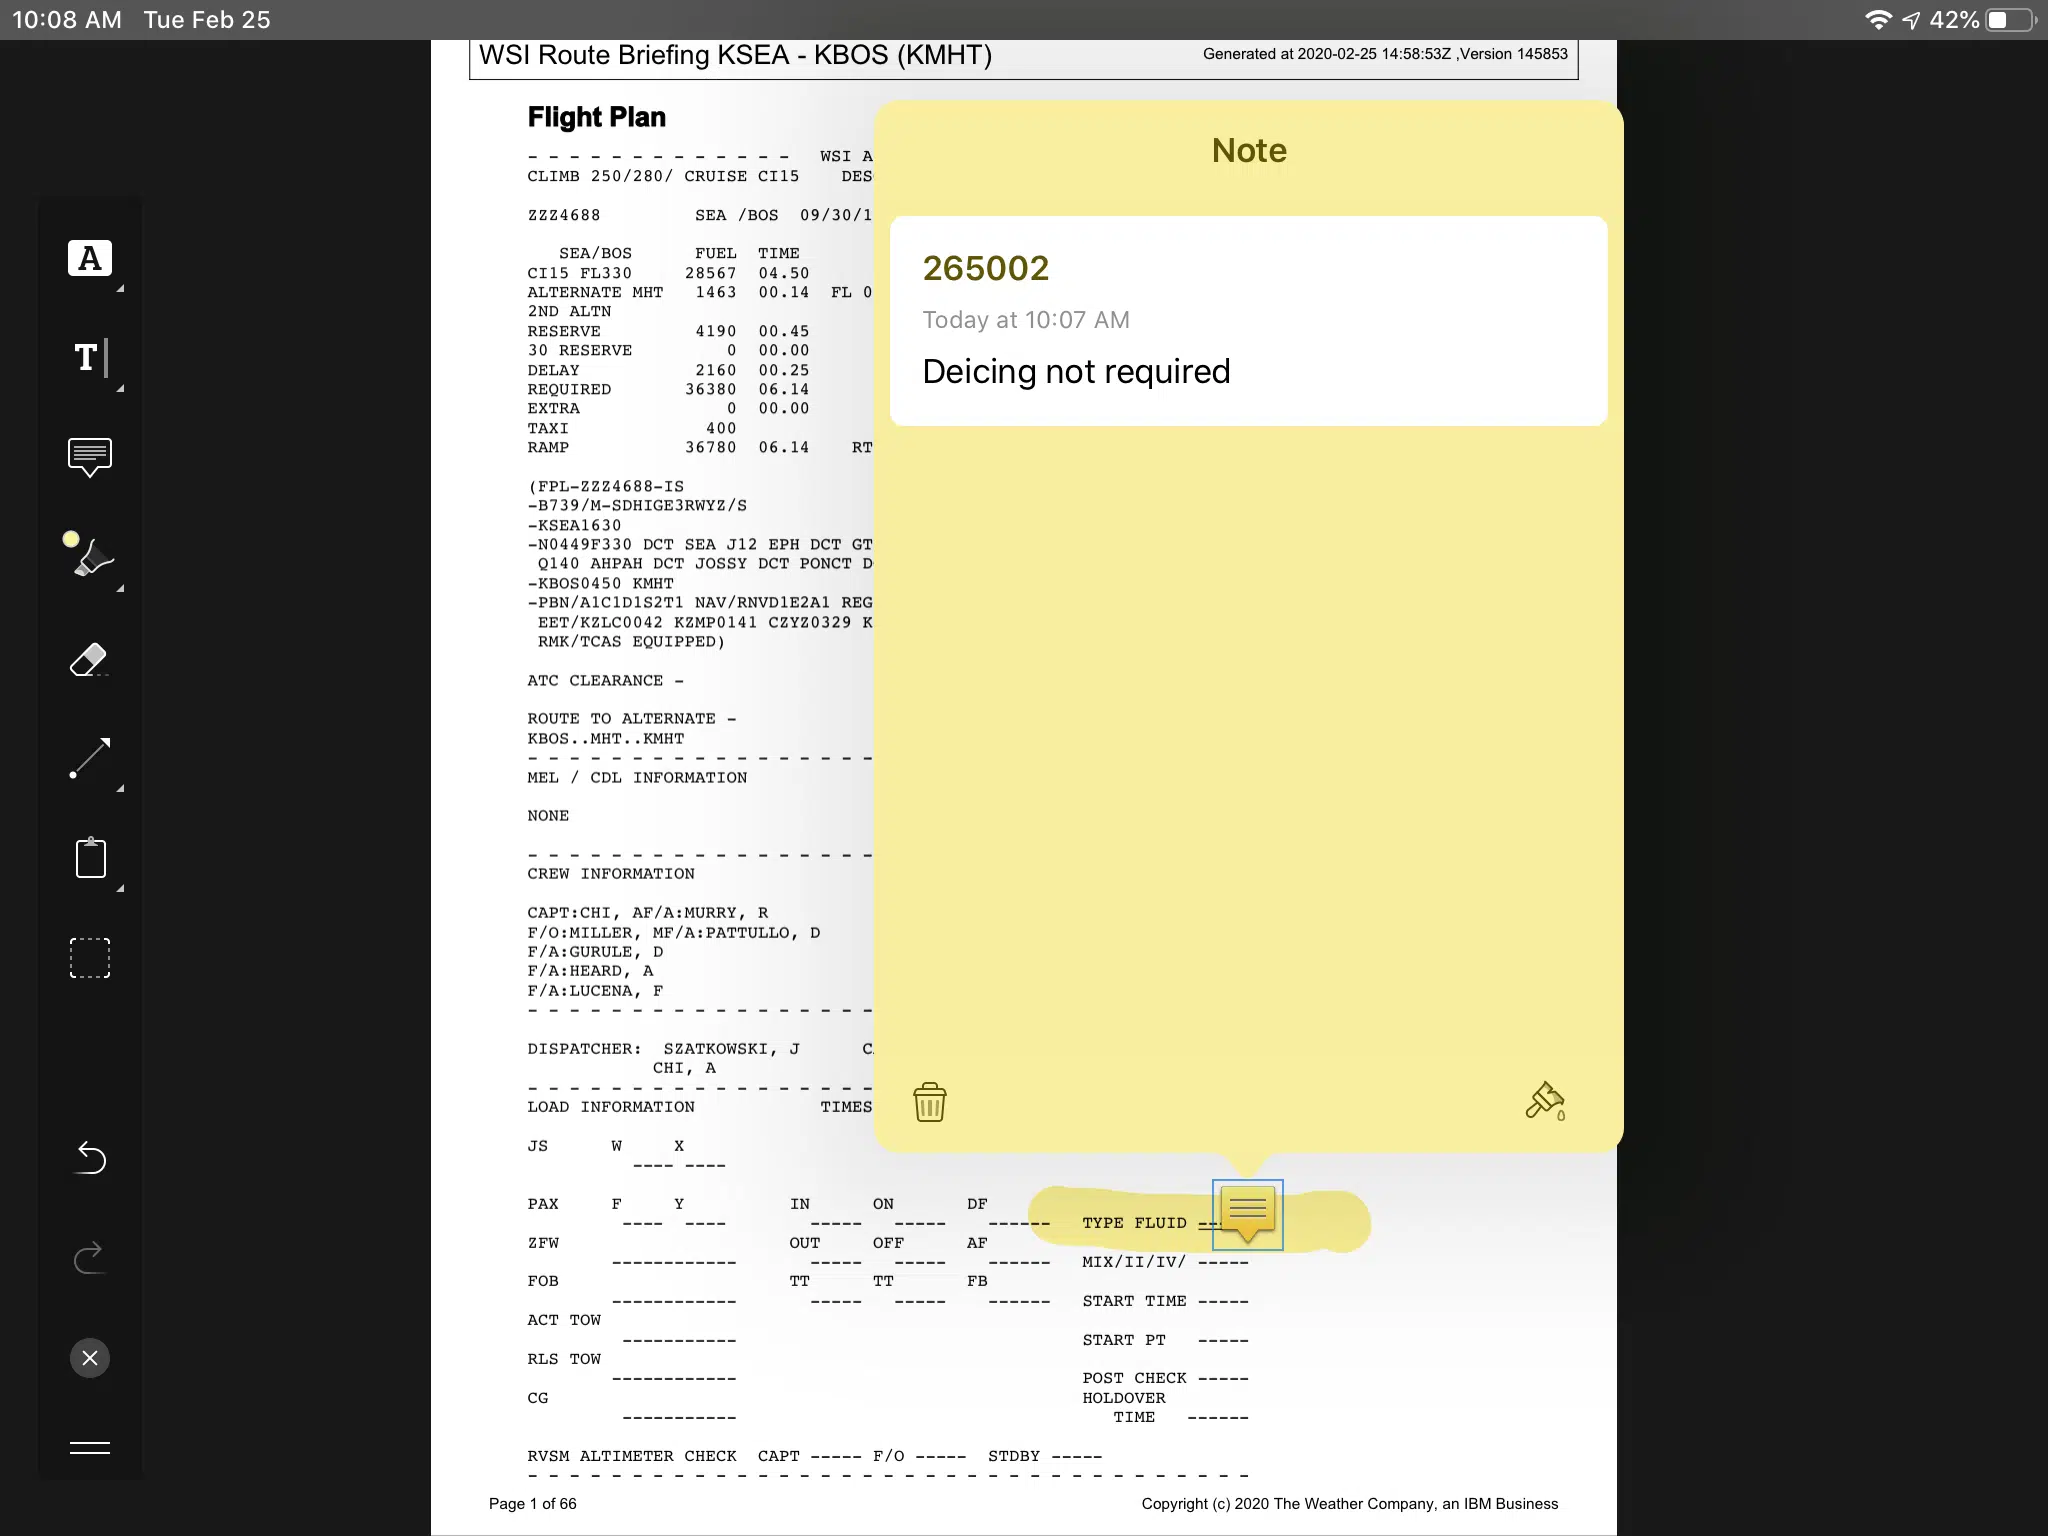 10:08 AM Tue Feb 25 42%
WSI Route Briefing KSEA - KBOS (KMHT) Generated at 2020-02-25 14:58:53Z ,Version 145853
Flight Plan
- - - - - - - - - - - - - WSI A
CLIMB 250/280/ CRUISE CI15 DES
ZZZ4688 SEA /BOS 09/30/1
SEA/BOS FUEL TIME
CI15 FL330 28567 04.50
ALTERNATE MHT 1463 00.14 FL 0
2ND ALTN
RESERVE 4190 00.45
30 RESERVE 0 00.00
DELAY 2160 00.25
REQUIRED 36380 06.14
EXTRA 0 00.00
TAXI 400
RAMP 36780 06.14 RT
(FPL-ZZZ4688-IS
-B739/M-SDHIGE3RWYZ/S
-KSEA1630
-N0449F330 DCT SEA J12 EPH DCT GT
Q140 AHPAH DCT JOSSY DCT PONCT D
-KBOS0450 KMHT
-PBN/A1C1D1S2T1 NAV/RNVD1E2A1 REG
EET/KZLC0042 KZMP0141 CZYZ0329 K
RMK/TCAS EQUIPPED)
ATC CLEARANCE -
ROUTE TO ALTERNATE -
KBOS..MHT..KMHT
- - - - - - - - - - - - - - - - -
MEL / CDL INFORMATION
NONE
- - - - - - - - - - - - - - - - -
CREW INFORMATION
CAPT:CHI, AF/A:MURRY, R
F/O:MILLER, MF/A:PATTULLO, D
F/A:GURULE, D
F/A:HEARD, A
F/A:LUCENA, F
- - - - - - - - - - - - - - - - -
DISPATCHER: SZATKOWSKI, J C
CHI, A
- - - - - - - - - - - - - - - - -
LOAD INFORMATION TIMES
JS W X
---- ----
PAX F Y IN ON DF
---- ---- ----- ----- ------ TYPE FLUID ---
ZFW OUT OFF AF
------------ ----- ----- ------ MIX/II/IV/ -----
FOB TT TT FB
------------ ----- ----- ------ START TIME -----
ACT TOW
----------- START PT -----
RLS TOW
------------ POST CHECK -----
CG HOLDOVER
----------- TIME ------
RVSM ALTIMETER CHECK CAPT ----- F/O ----- STDBY -----
- - - - - - - - - - - - - - - - - - - - - - - - - - - - - - - - - - -
Page 1 of 66 Copyright (c) 2020 The Weather Company, an IBM Business
Note
265002
Today at 10:07 AM
Deicing not required
A
T